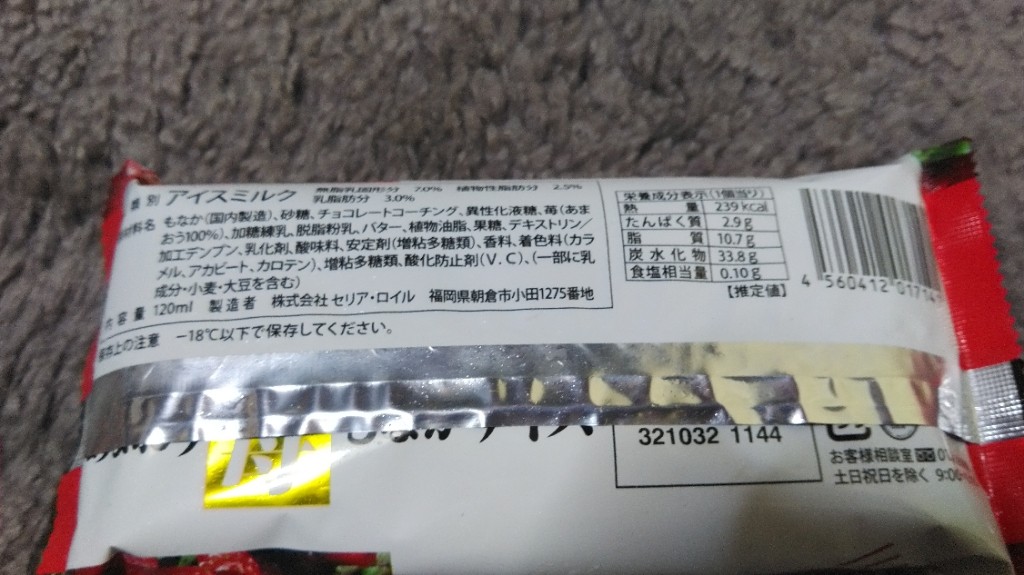 類別 アイスミルク 無脂乳固形分 7.0% 植物性脂肪分 2.5%
乳脂肪分 3.0%
原材料名 もなか(国内製造)、砂糖、チョコレートコーチング、異性化液糖、苺(あま
おう100%)、加糖練乳、脱脂粉乳、バター、植物油脂、果糖、デキストリン/
加工デンプン、乳化剤、酸味料、安定剤(増粘多糖類)、香料、着色料(カラ
メル、アカビート、カロテン)、増粘多糖類、酸化防止剤(V.C)、(一部に乳
成分・小麦・大豆を含む)
内容量 120ml 製造者 株式会社セリア・ロイル 福岡県朝倉市小田1275番地
保存上の注意 -18℃以下で保存してください。
栄養成分表示(1個当り)
熱量 239 kcal
たんぱく質 2.9g
脂質 10.7g
炭水化物 33.8g
食塩相当量 0.10g
【推定値】
4 560412 01714
321032 1144
お客様相談室
土日祝日を除く 9:00